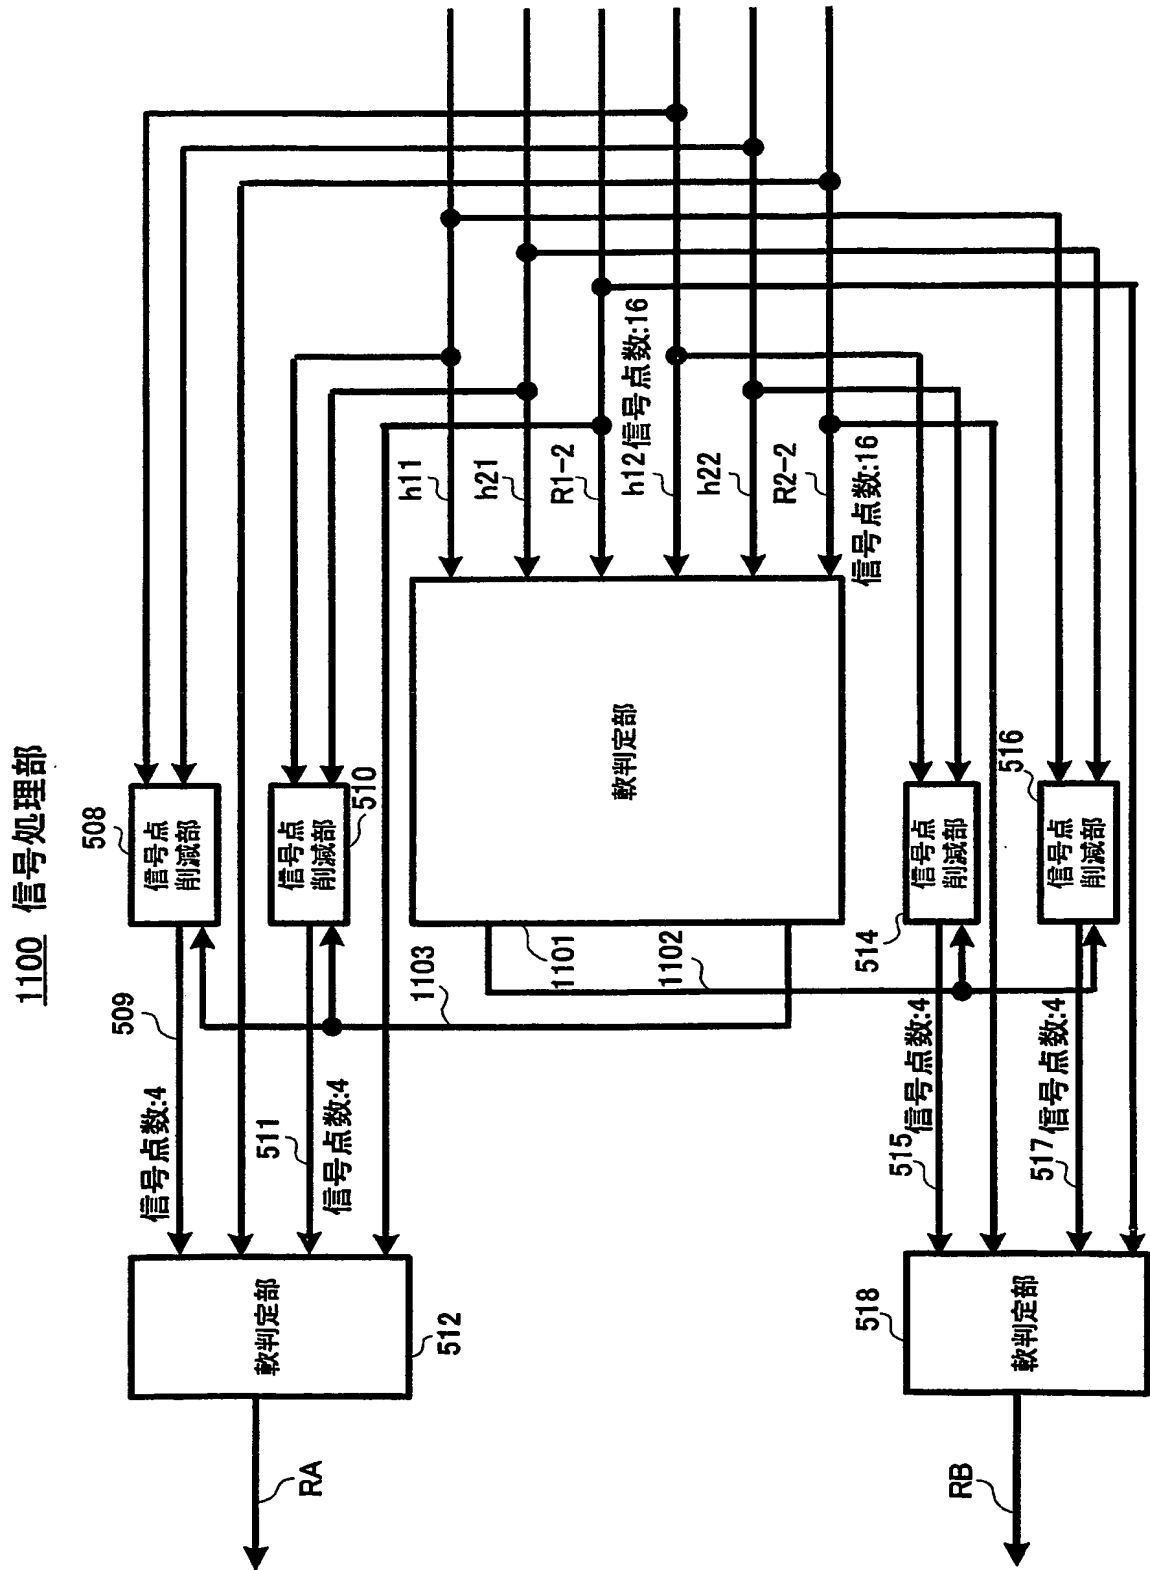 1100 信号処理部
508
信号点
削減部
509
信号点数:4
510
信号点
削減部
511
信号点数:4
軟判定部
512
RA
h11
h21
R1-2
h12
信号点数:16
h22
R2-2
信号点数:16
軟判定部
1101
1102
1103
514
信号点
削減部
515
信号点数:4
516
信号点
削減部
517
信号点数:4
軟判定部
518
RB